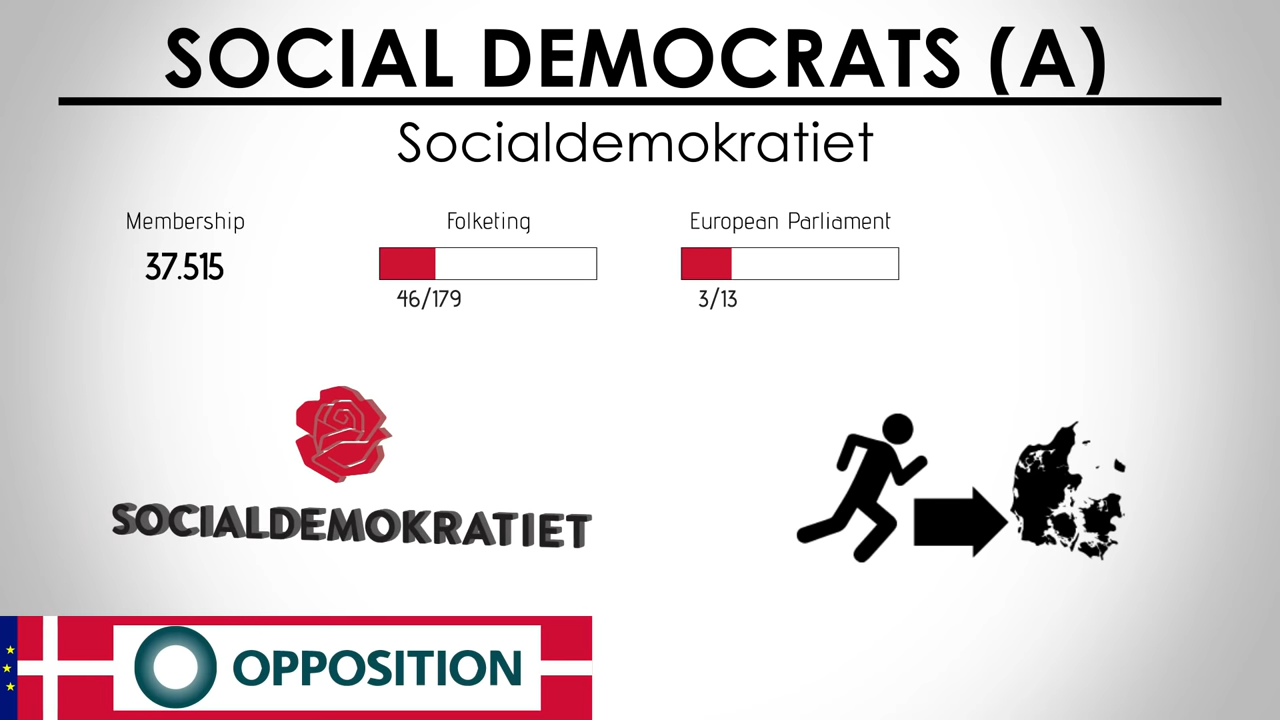 SOCIAL DEMOCRATS (A)
Socialdemokratiet
Membership
37.515
Folketing
46/179
European Parliament
3/13
SOCIALDEMOKRATIET
OPPOSITION